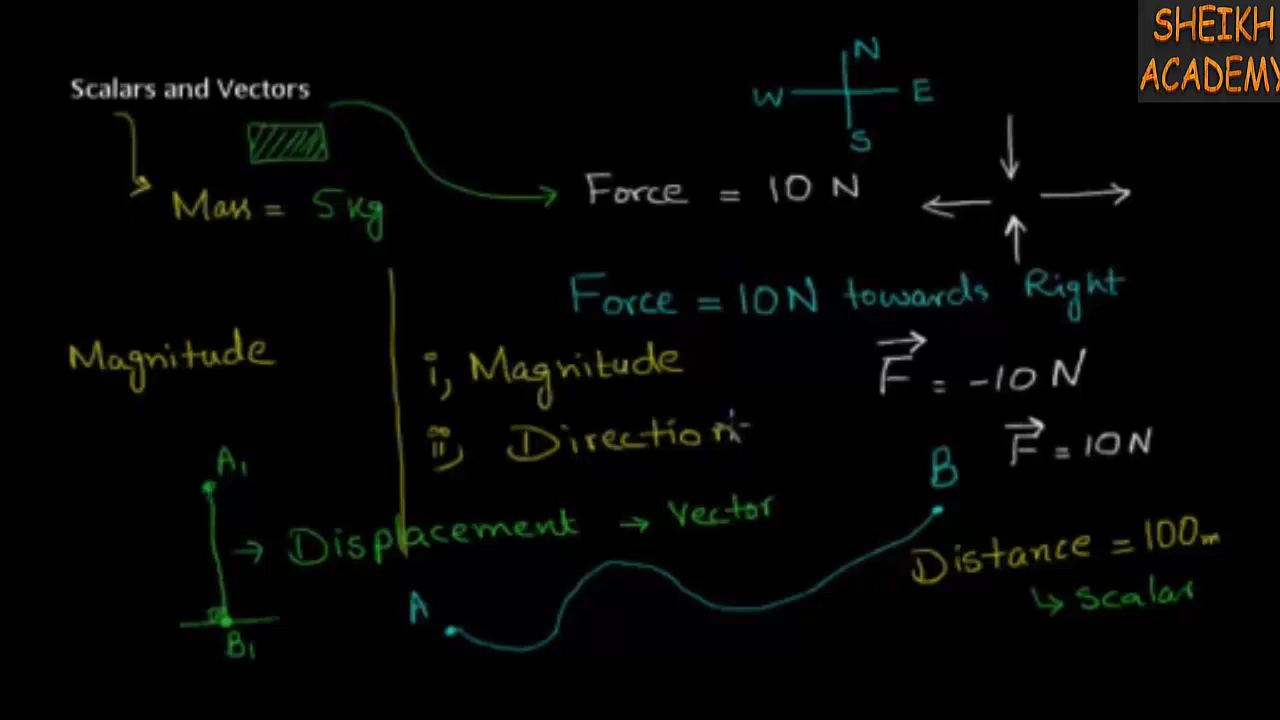 SHEIKH
ACADEMY
Scalars and Vectors
N
W E
S
Mass = 5 kg
Force = 10 N
Force = 10N towards Right
Magnitude
i, Magnitude
F = -10 N
ii, Direction
F = 10 N
A1
B
Displacement → Vector
Distance = 100m
↳ scalar
A
B1